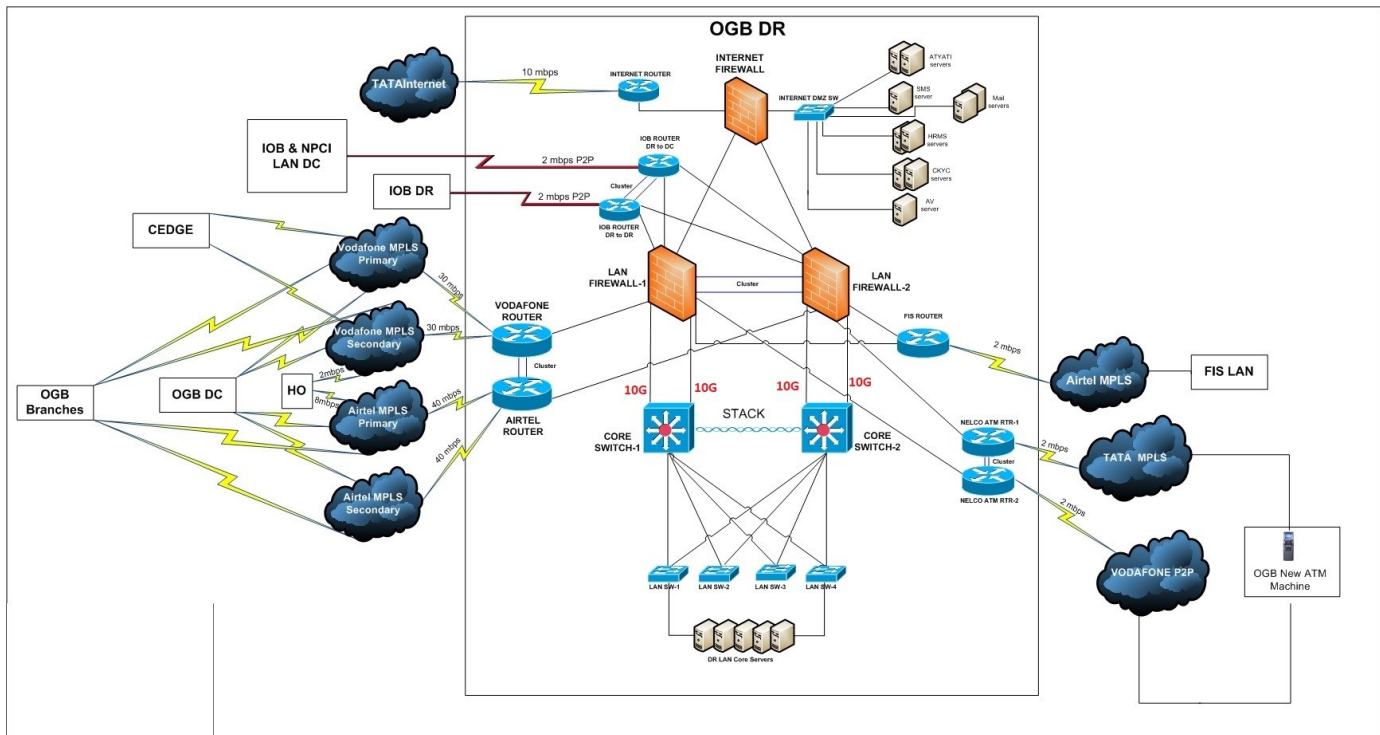 OGB DR
INTERNET
FIREWALL
TATAInternet
10 mbps
INTERNET ROUTER
INTERNET DMZ SW
ATYATI
servers
SMS
server
Mail
servers
HRMS
servers
CKYC
servers
AV
server
IOB & NPCI
LAN DC
2 mbps P2P
IOB ROUTER
DR to DC
IOB DR
2 mbps P2P
Cluster
IOB ROUTER
DR to DR
CEDGE
Vodafone MPLS
Primary
30 mbps
LAN
FIREWALL-1
Cluster
LAN
FIREWALL-2
VODAFONE
ROUTER
Vodafone MPLS
Secondary
30 mbps
FIS ROUTER
2 mbps
Airtel MPLS
FIS LAN
Cluster
OGB
Branches
OGB DC
HO
2mbps
8mbps
Airtel MPLS
Primary
40 mbps
AIRTEL
ROUTER
10G
10G
10G
10G
STACK
CORE
SWITCH-1
CORE
SWITCH-2
40 mbps
Airtel MPLS
Secondary
NELCO ATM RTR-1
2 mbps
TATA MPLS
Cluster
NELCO ATM RTR-2
2 mbps
VODAFONE P2P
OGB New ATM
Machine
LAN SW-1
LAN SW-2
LAN SW-3
LAN SW-4
DR LAN Core Servers